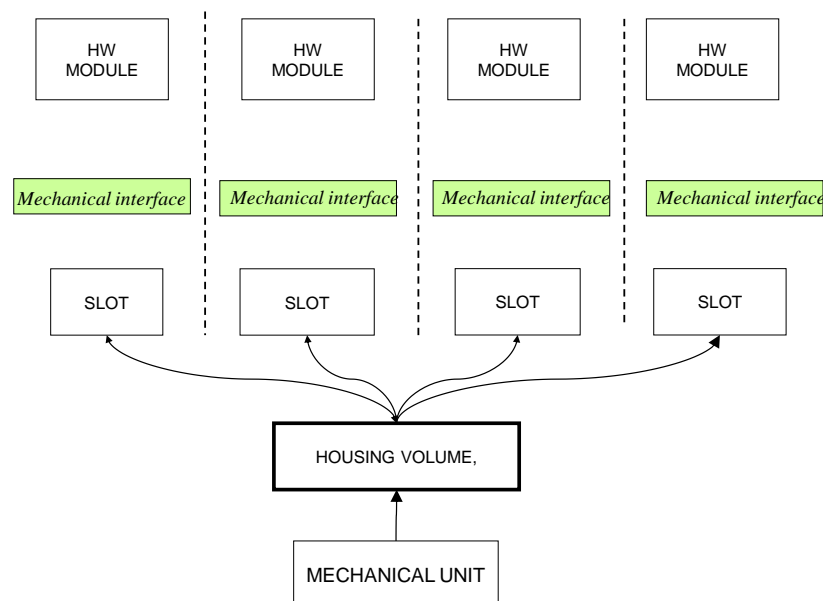 HW
MODULE
HW
MODULE
HW
MODULE
HW
MODULE
Mechanical interface
Mechanical interface
Mechanical interface
Mechanical interface
SLOT
SLOT
SLOT
SLOT
HOUSING VOLUME,
MECHANICAL UNIT